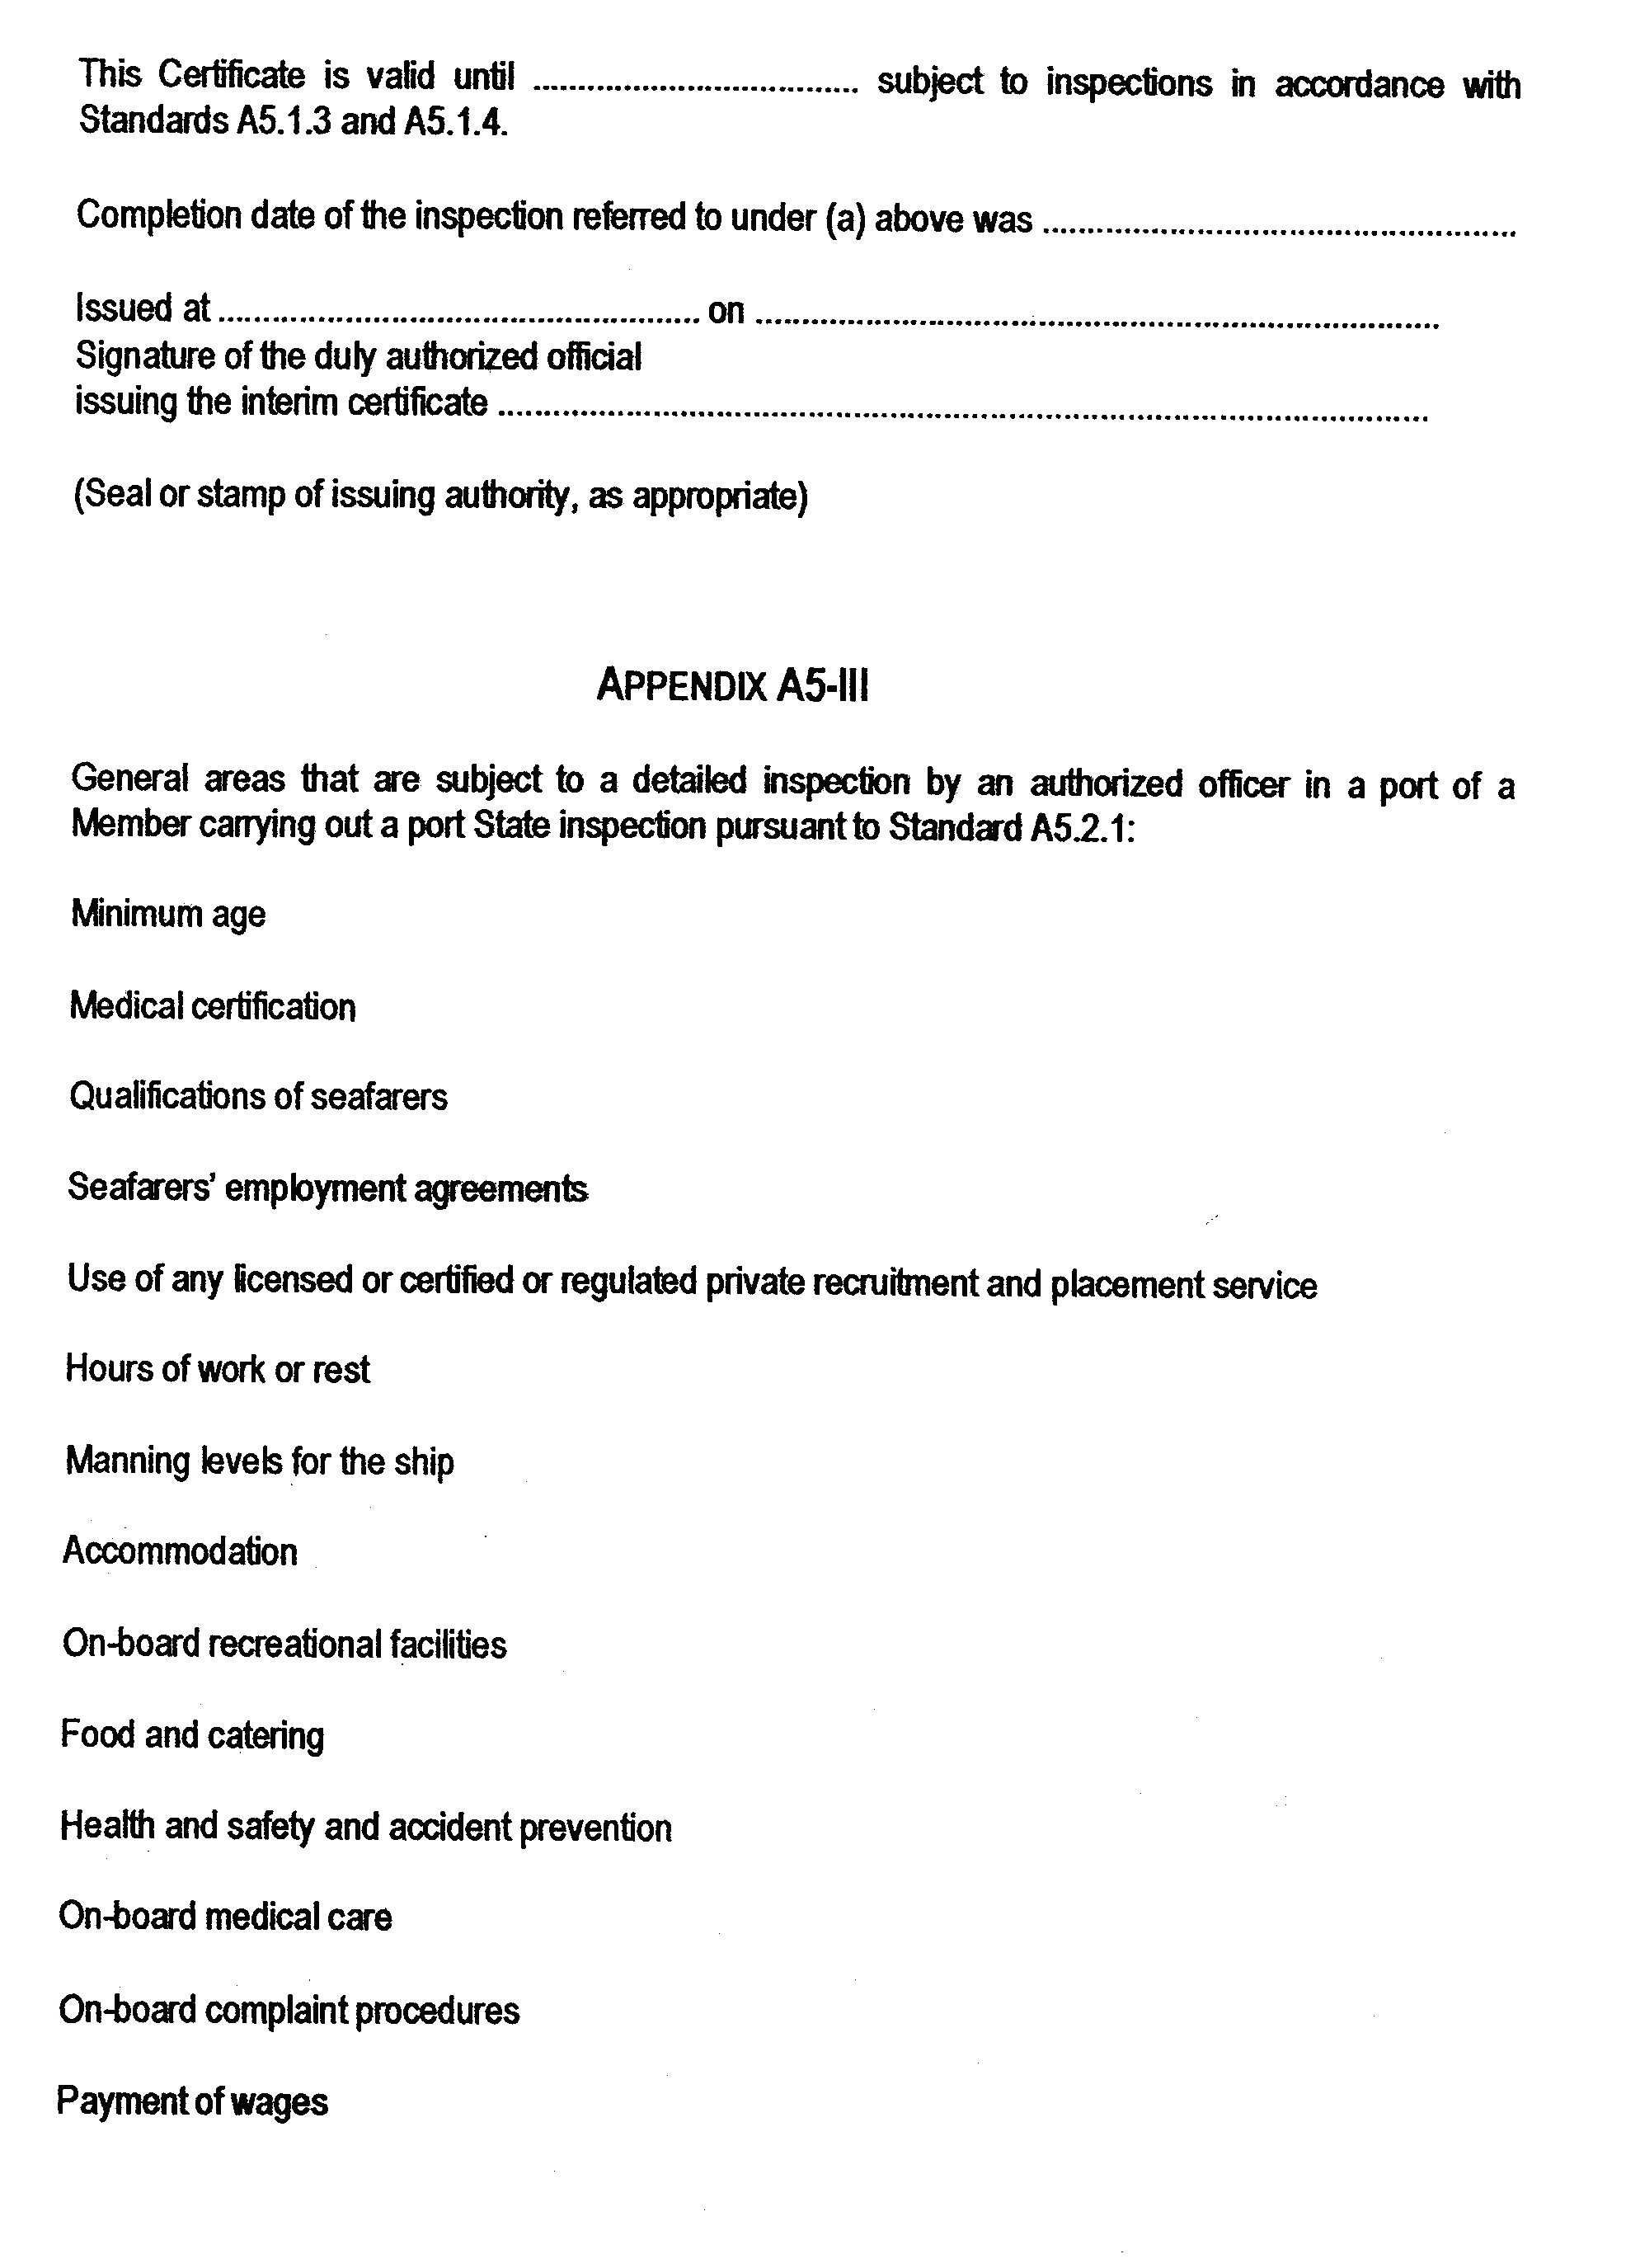 This Certificate is valid until .................................... subject to inspections in accordance with
Standards A5.1.3 and A5.1.4.
Completion date of the inspection referred to under (a) above was ....................................................
Issued at ..................................................... on ...........................................................................
Signature of the duly authorized official
issuing the interim certificate ......................................................................................................
(Seal or stamp of issuing authority, as appropriate)
APPENDIX A5-III
General areas that are subject to a detailed inspection by an authorized officer in a port of a
Member carrying out a port State inspection pursuant to Standard A5.2.1:
Minimum age
Medical certification
Qualifications of seafarers
Seafarers' employment agreements
Use of any licensed or certified or regulated private recruitment and placement service
Hours of work or rest
Manning levels for the ship
Accommodation
On-board recreational facilities
Food and catering
Health and safety and accident prevention
On-board medical care
On-board complaint procedures
Payment of wages